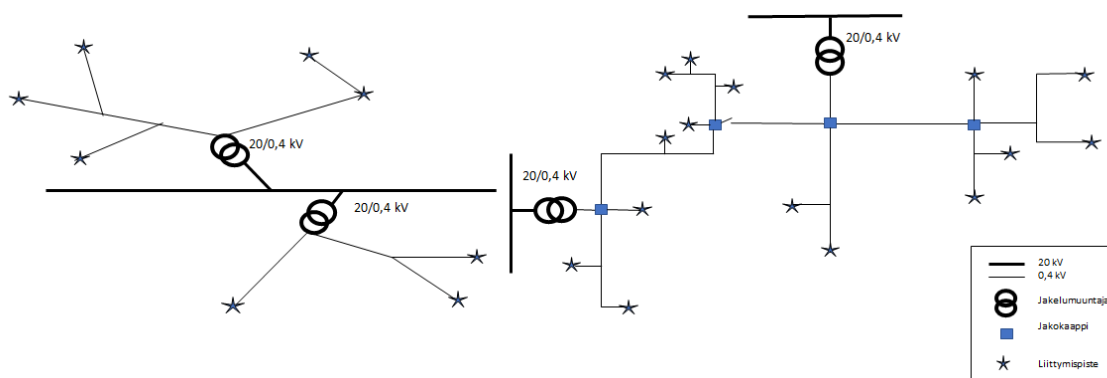 20/0,4 kV
20/0,4 kV
20/0,4 kV
20/0,4 kV
20 kV
0,4 kV
Jakelumuuntaja
Jakokaappi
Liittymispiste